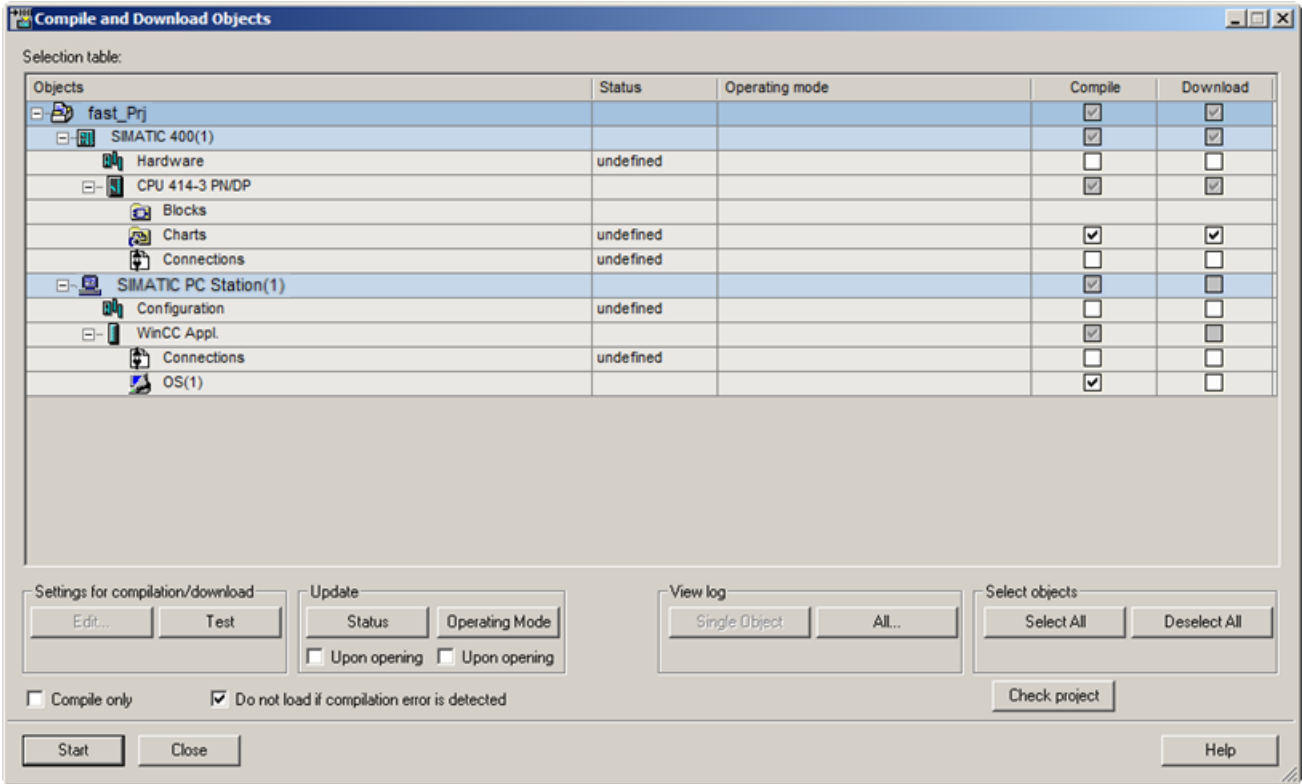 Compile and Download Objects
Selection table:
Objects Status Operating mode Compile Download
fast_Prj
SIMATIC 400(1)
Hardware undefined
CPU 414-3 PN/DP
Blocks
Charts undefined
Connections undefined
SIMATIC PC Station(1)
Configuration undefined
WinCC Appl.
Connections undefined
OS(1)
Settings for compilation/download Update View log Select objects
Edit... Test Status Operating Mode Single Object All... Select All Deselect All
Upon opening Upon opening
Compile only Do not load if compilation error is detected Check project
Start Close Help